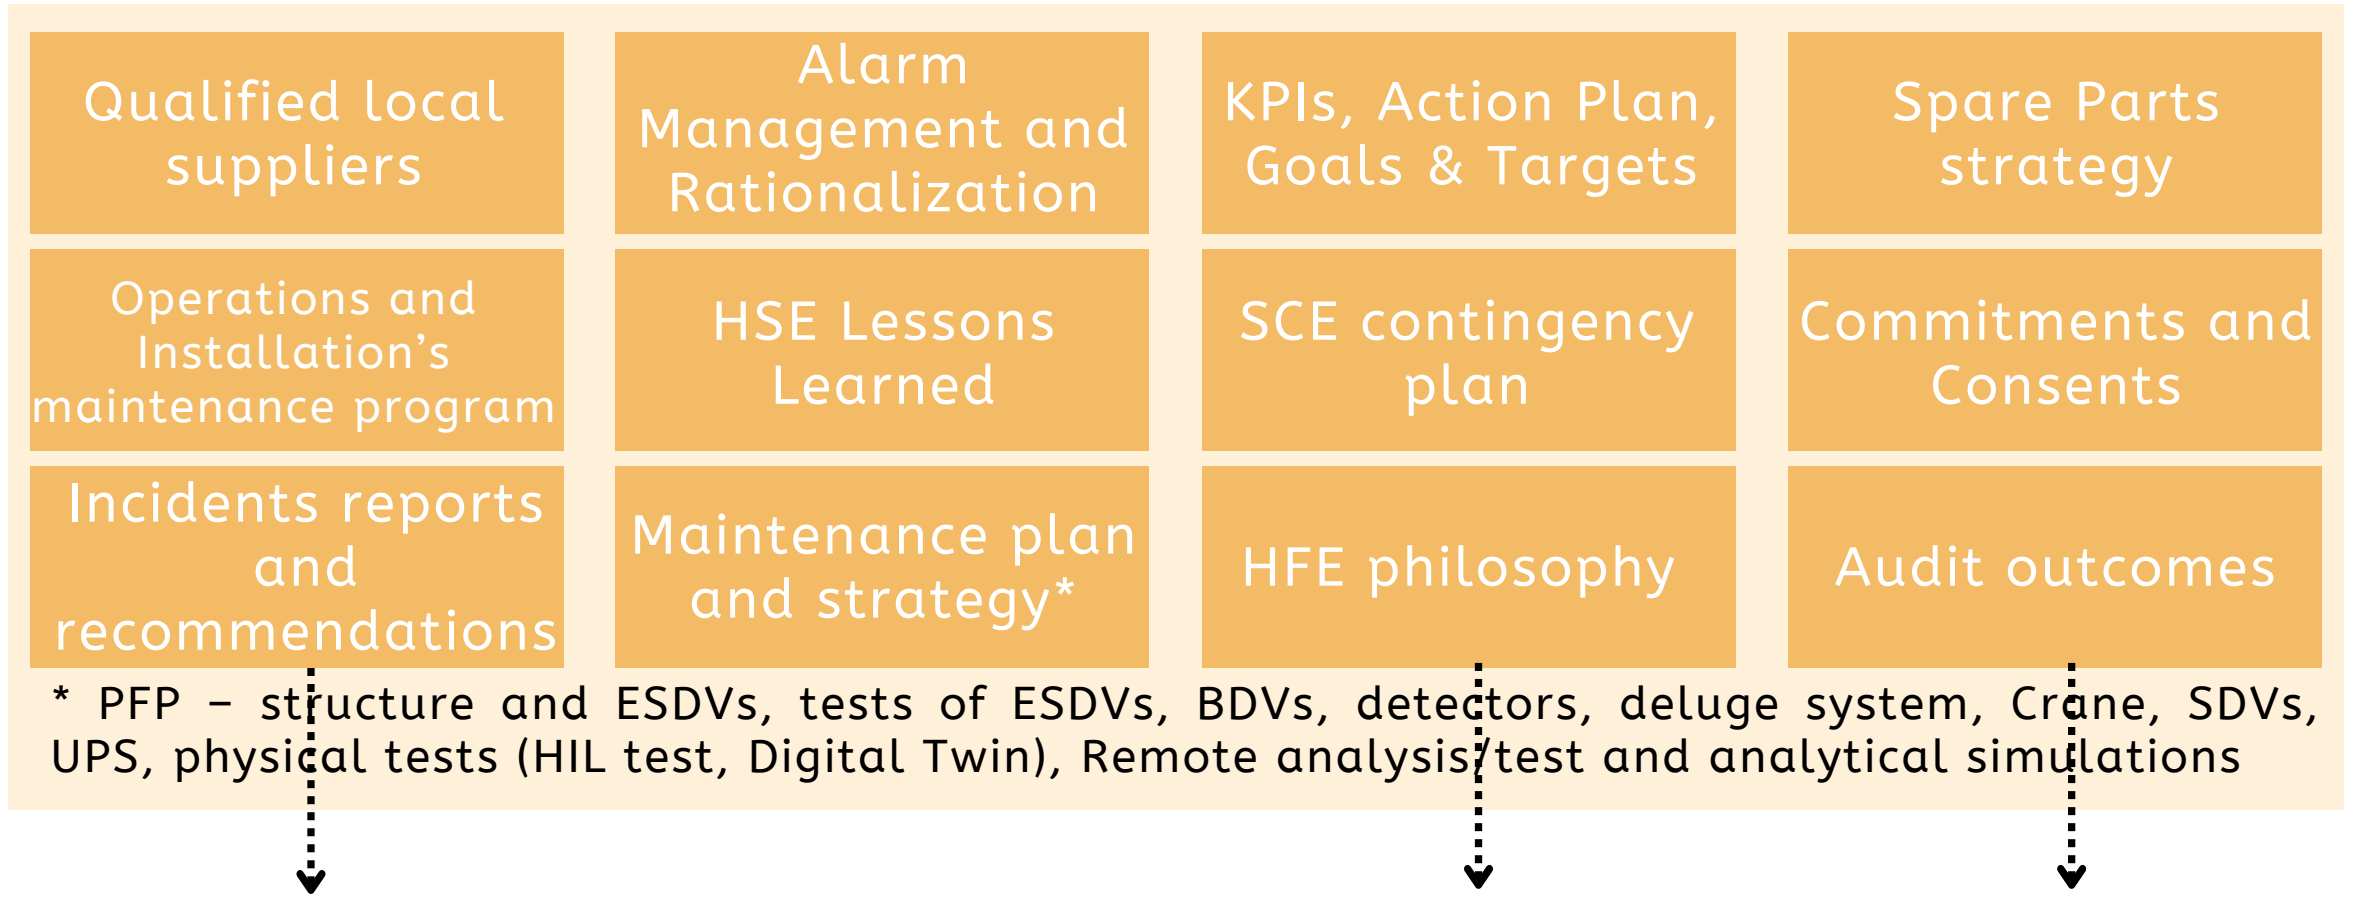 Qualified local
suppliers
Alarm
Management and
Rationalization
KPIs, Action Plan,
Goals & Targets
Spare Parts
strategy
Operations and
Installation’s
maintenance program
HSE Lessons
Learned
SCE contingency
plan
Commitments and
Consents
Incidents reports
and
recommendations
Maintenance plan
and strategy*
HFE philosophy
Audit outcomes
* PFP – structure and ESDVs, tests of ESDVs, BDVs, detectors, deluge system, Crane, SDVs,
UPS, physical tests (HIL test, Digital Twin), Remote analysis/test and analytical simulations